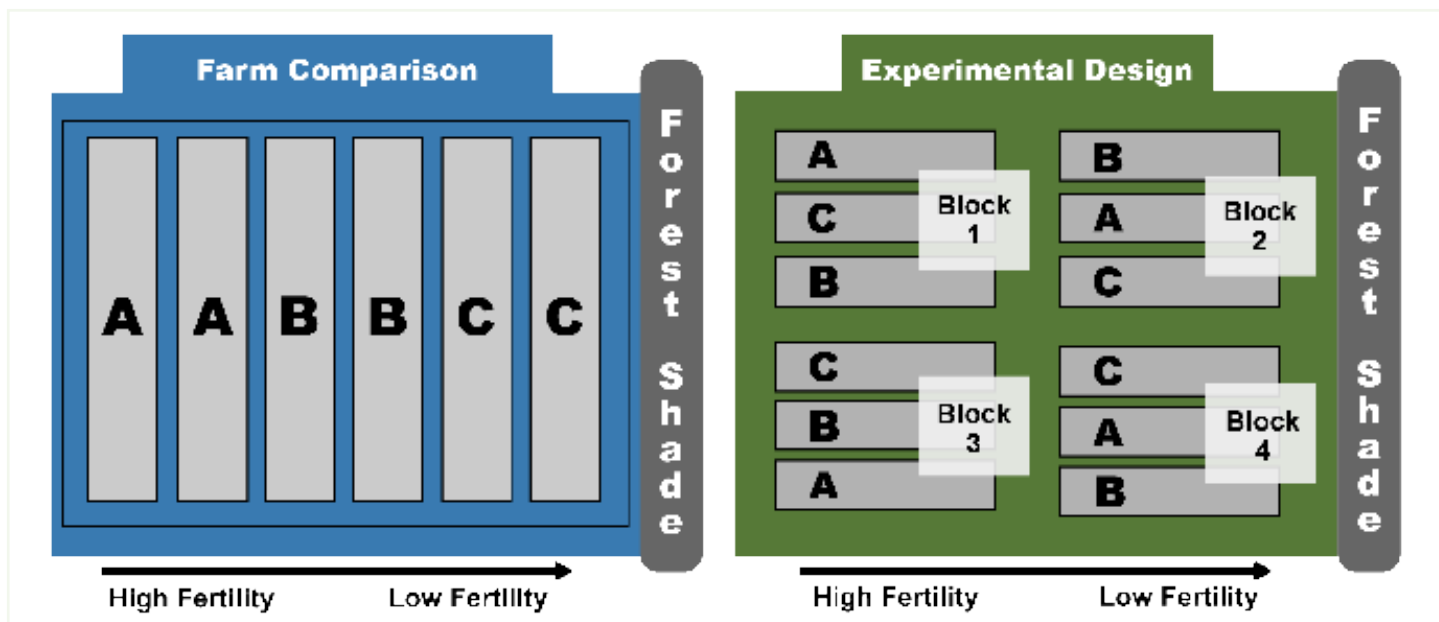 Farm Comparison
A A B B C C
Forest Shade
High Fertility Low Fertility
Experimental Design
A
C
B
Block
1
B
A
C
Block
2
C
B
A
Block
3
C
A
B
Block
4
Forest Shade
High Fertility Low Fertility